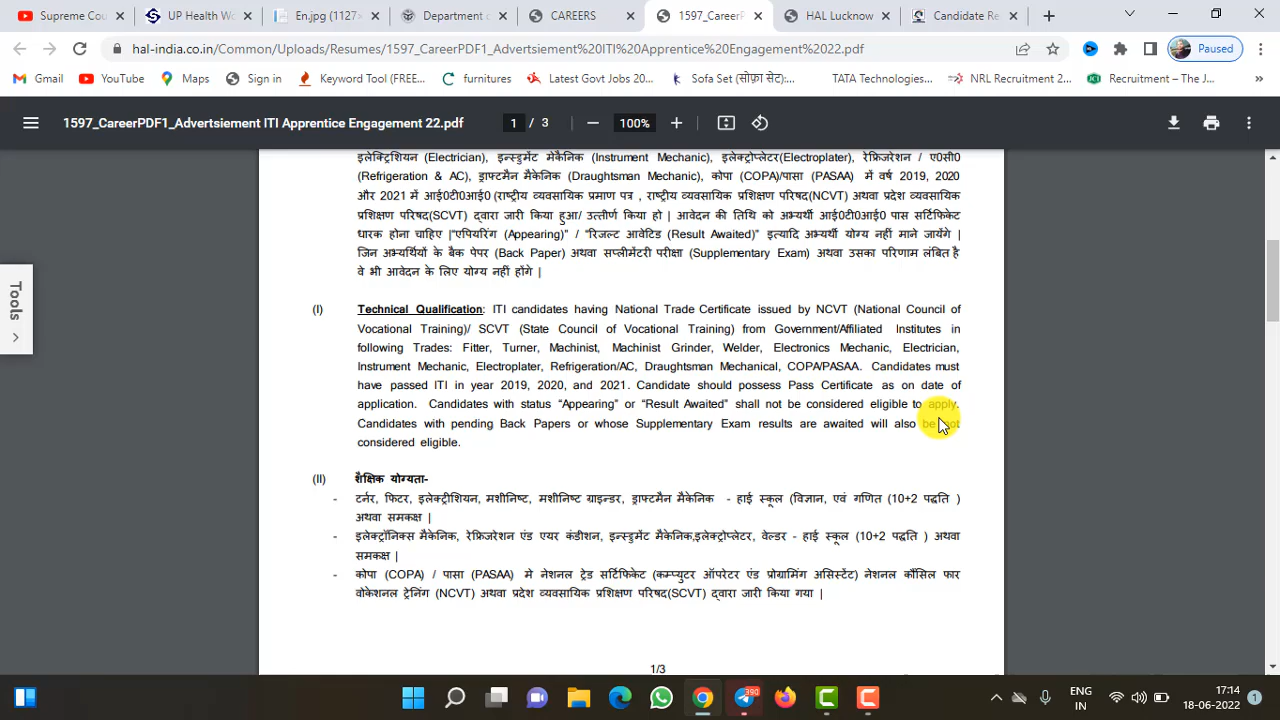 Supreme Cou
UP Health Wo
En.jpg (1127×
Department o
CAREERS
1597_CareerP
HAL Lucknow
Candidate Re
hal-india.co.in/Common/Uploads/Resumes/1597_CareerPDF1_Advertsiement%20ITI%20Apprentice%20Engagement%2022.pdf
Paused
Gmail
YouTube
Maps
Sign in
Keyword Tool (FREE...
furnitures
Latest Govt Jobs 20...
Sofa Set (सोफ़ा सेट):...
TATA Technologies...
NRL Recruitment 2...
Recruitment – The J...
1597_CareerPDF1_Advertsiement ITI Apprentice Engagement 22.pdf
1 / 3
100%
Tools
इलेक्ट्रिशियन (Electrician), इन्स्डुमेंट मेकैनिक (Instrument Mechanic), इलेक्ट्रोप्लेटर(Electroplater), रेफ्रिजरेशन / ए0सी0
(Refrigeration & AC), ड्राफ्टमैन मैकेनिक (Draughtsman Mechanic), कोपा (COPA)/पासा (PASAA) में वर्ष 2019, 2020
और 2021 में आई0टी0आई0 (राष्ट्रीय व्यवसायिक प्रमाण पत्र , राष्ट्रीय व्यवसायिक प्रशिक्षण परिषद(NCVT) अथवा प्रदेश व्यवसायिक
प्रशिक्षण परिषद(SCVT) द्वारा जारी किया हुआ/ उत्तीर्ण किया हो | आवेदन की तिथि को अभ्यर्थी आई0टी0आई0 पास सर्टिफिकेट
धारक होना चाहिए |"एपियरिंग (Appearing)" / "रिजल्ट आवेटिड (Result Awaited)" इत्यादि अभ्यर्थी योग्य नहीं माने जायेंगे |
जिन अभ्यर्थियों के बैक पेपर (Back Paper) अथवा सप्लीमेंटरी परीक्षा (Supplementary Exam) अथवा उसका परिणाम लंबित है
वे भी आवेदन के लिए योग्य नहीं होंगे |
(I) Technical Qualification: ITI candidates having National Trade Certificate issued by NCVT (National Council of
Vocational Training)/ SCVT (State Council of Vocational Training) from Government/Affiliated Institutes in
following Trades: Fitter, Turner, Machinist, Machinist Grinder, Welder, Electronics Mechanic, Electrician,
Instrument Mechanic, Electroplater, Refrigeration/AC, Draughtsman Mechanical, COPA/PASAA. Candidates must
have passed ITI in year 2019, 2020, and 2021. Candidate should possess Pass Certificate as on date of
application. Candidates with status "Appearing" or "Result Awaited" shall not be considered eligible to apply.
Candidates with pending Back Papers or whose Supplementary Exam results are awaited will also be not
considered eligible.
(II) शैक्षिक योग्यता-
- टर्नर, फिटर, इलेक्ट्रीशियन, मशीनिष्ट, मशीनिष्ट ग्राइन्डर, ड्राफ्टमैन मैकेनिक - हाई स्कूल (विज्ञान, एवं गणित (10+2 पद्धति )
अथवा समकक्ष |
- इलेक्ट्रॉनिक्स मैकेनिक, रेफ्रिजरेशन एंड एयर कंडीशन, इन्स्डुमेंट मैकेनिक,इलेक्ट्रोप्लेटर, वेल्डर - हाई स्कूल (10+2 पद्धति ) अथवा
समकक्ष |
- कोपा (COPA) / पासा (PASAA) मे नेशनल ट्रेड सर्टिफिकेट (कम्प्युटर ऑपरेटर एंड प्रोग्रामिंग असिस्टेंट) नेशनल कौंसिल फार
वोकेशनल ट्रेनिंग (NCVT) अथवा प्रदेश व्यवसायिक प्रशिक्षण परिषद(SCVT) द्वारा जारी किया गया |
1/3
390
ENG
IN
17:14
18-06-2022
1